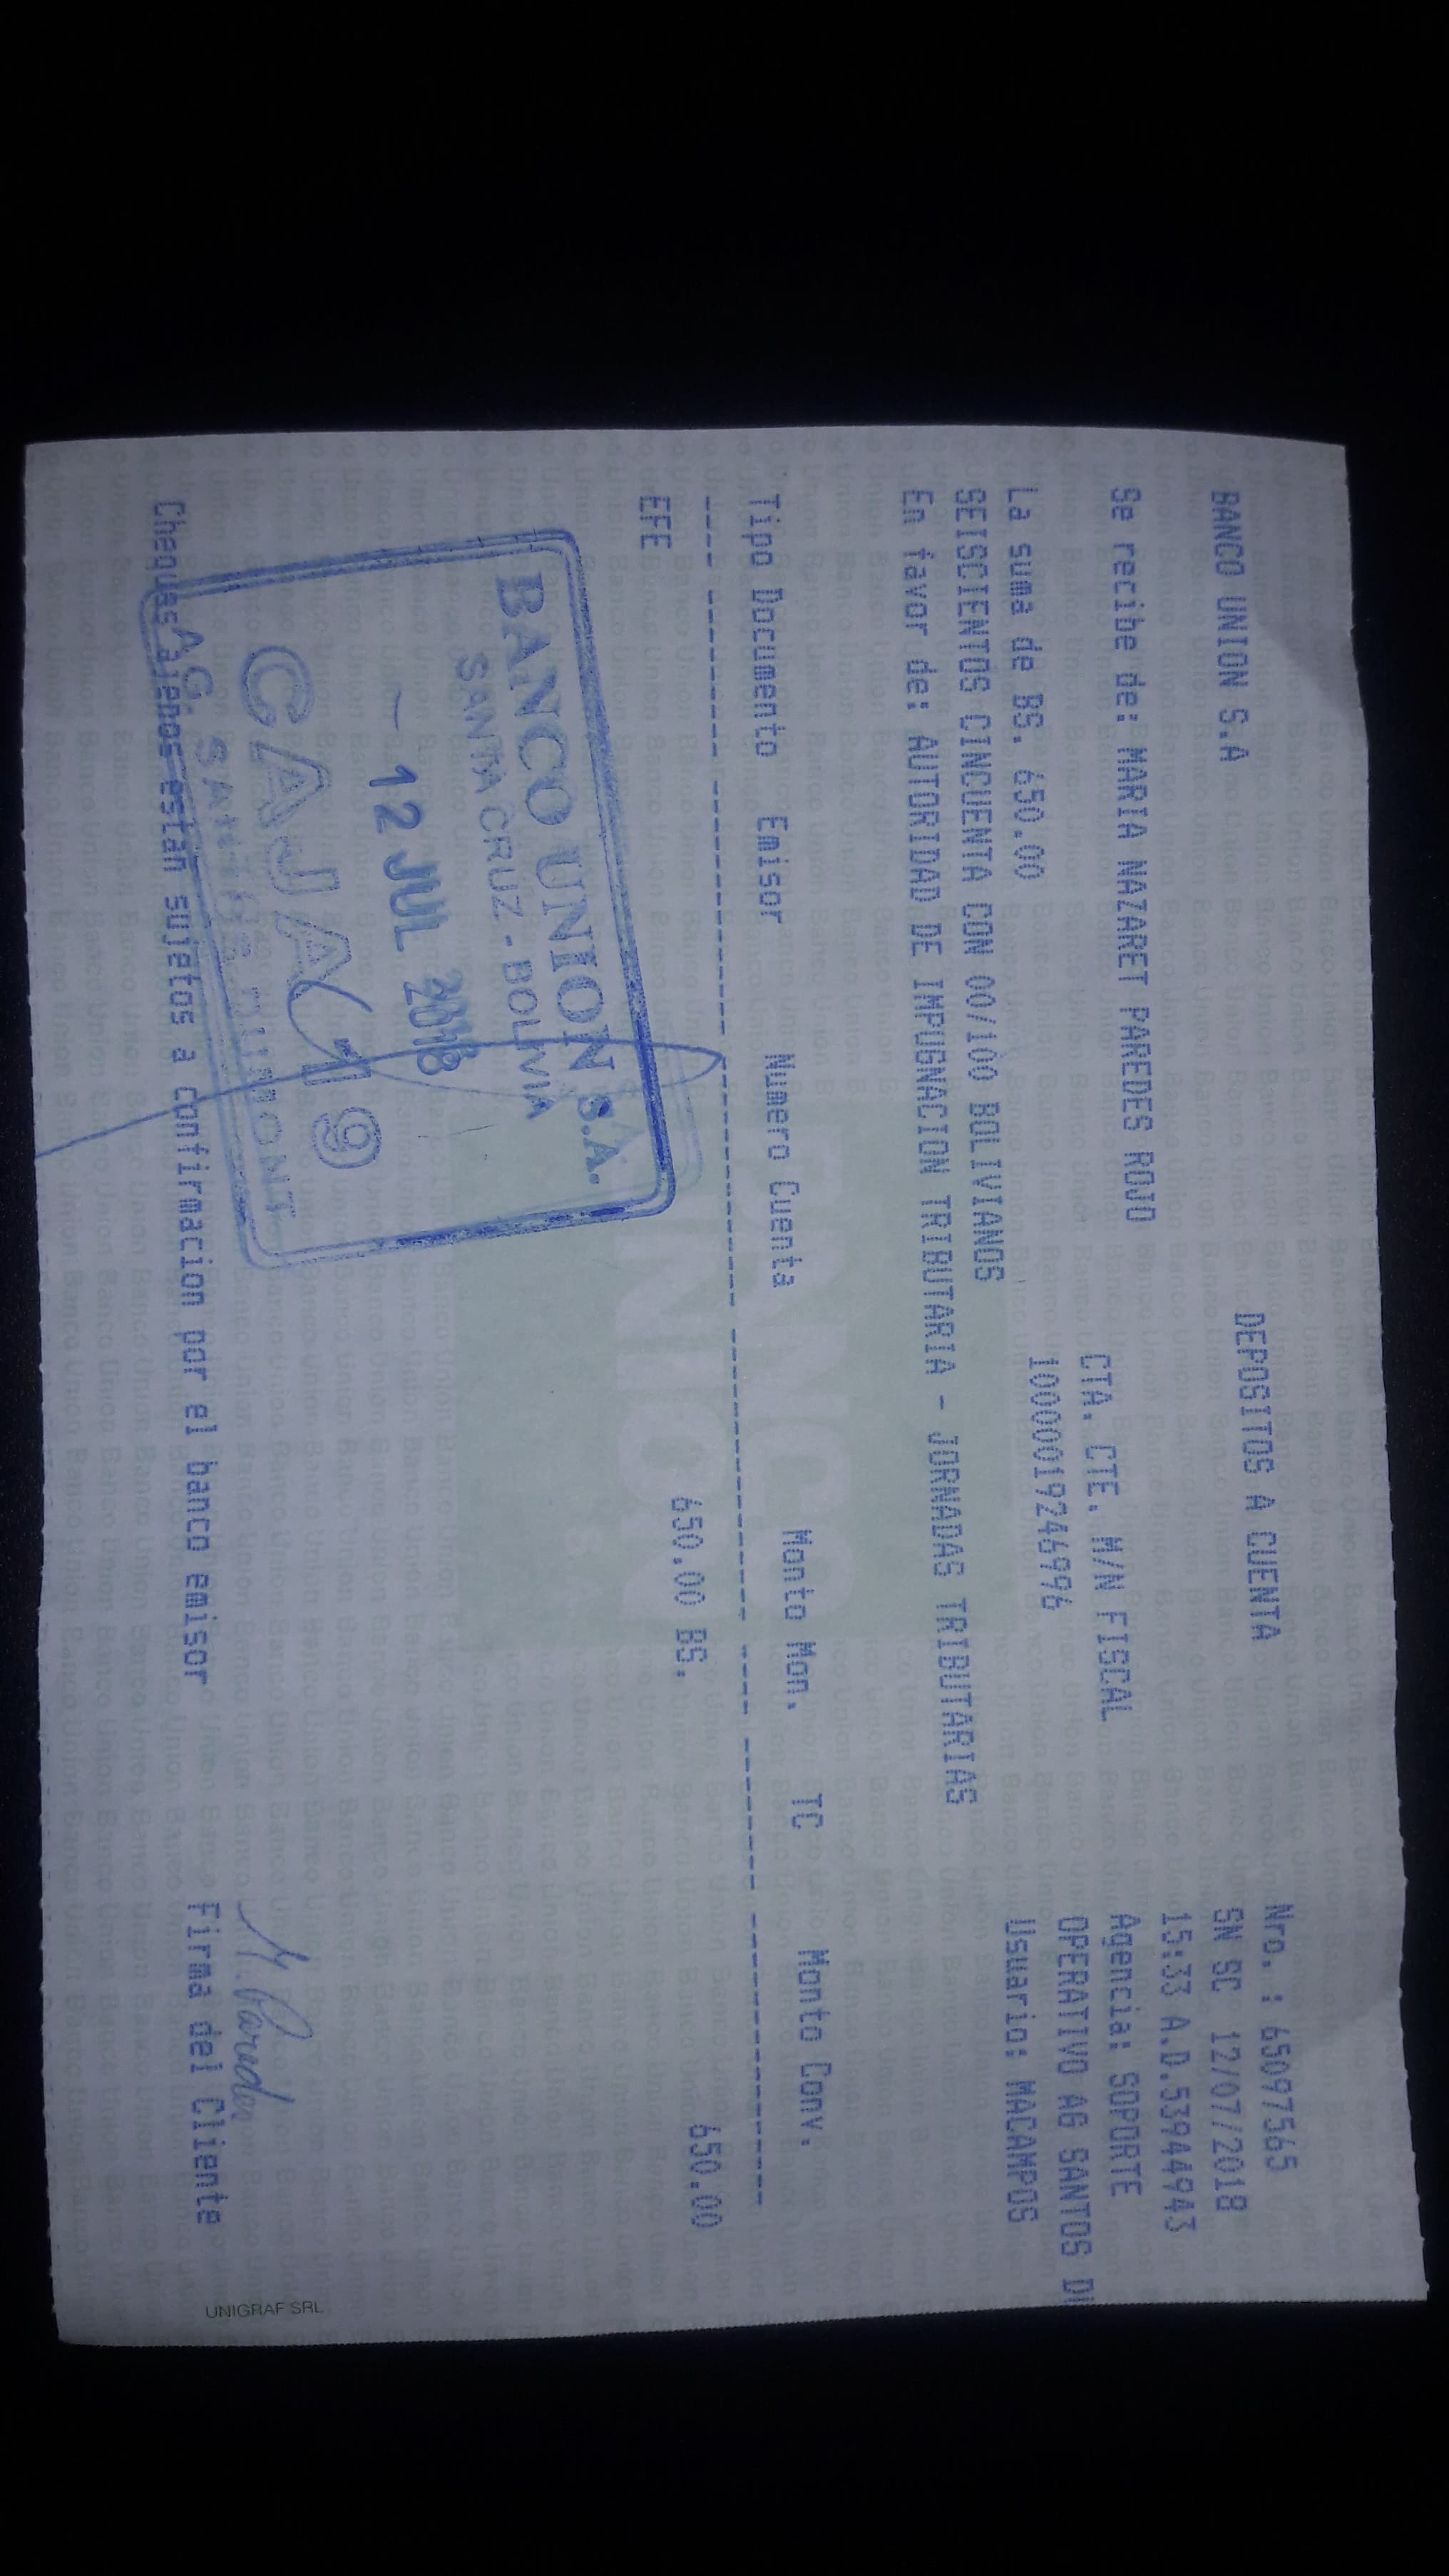 BANCO UNION S.A
DEPOSITOS A CUENTA
Nro. : 65097565
SN SC 12/07/2018
15:33 A.D.53944943
Se recibe de: MARIA NAZARET PAREDES ROJO
CTA. CTE. M/N FISCAL
Agencia: SOPORTE
La suma de BS. 650.00
10000019246996
OPERATIVO AG SANTOS DU
SEISCIENTOS CINCUENTA CON 00/100 BOLIVIANOS
Usuario: MACAMPOS
En favor de: AUTORIDAD DE IMPUGNACION TRIBUTARIA - JORNADAS TRIBUTARIAS
Tipo Documento Emisor Numero Cuenta Monto Mon. TC Monto Conv.
EFE 650.00 BS. 650.00
BANCO UNION S.A.
SANTA CRUZ - BOLIVIA
12 JUL 2018
CAJA 19
AG
M. Paredes
Cheques ajenos estan sujetos a confirmacion por el banco emisor
Firma del Cliente
UNIGRAF SRL